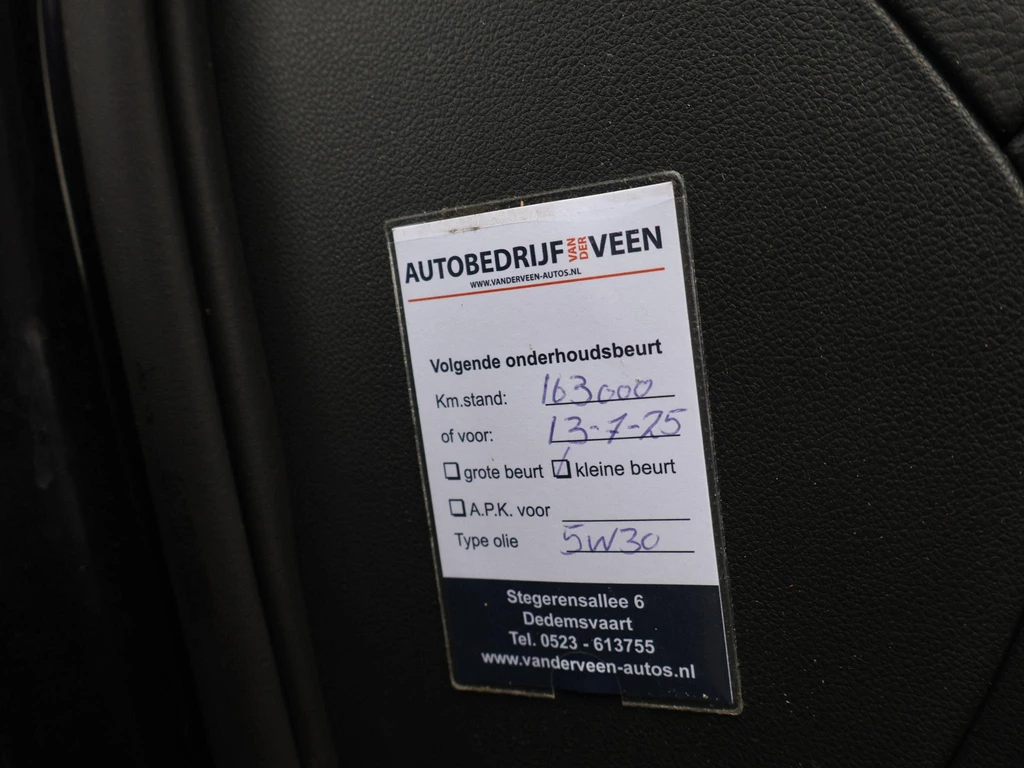 AUTOBEDRIJF VAN DER VEEN
WWW.VANDERVEEN-AUTOS.NL
Volgende onderhoudsbeurt
Km.stand: 163000
of voor: 13-7-25
grote beurt kleine beurt
A.P.K. voor
Type olie 5W30
Stegerensallee 6
Dedemsvaart
Tel. 0523 - 613755
www.vanderveen-autos.nl